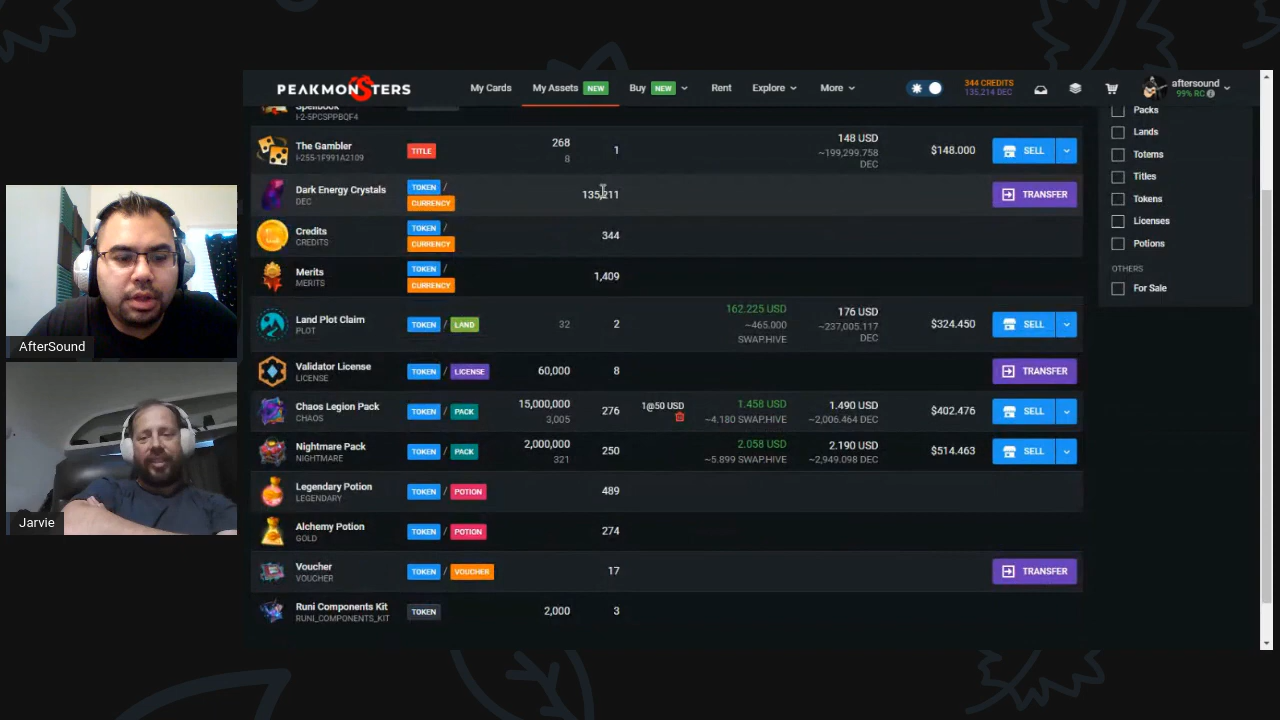 PEAKMONSTERS
My Cards
My Assets NEW
Buy NEW
Rent
Explore
More
344 CREDITS
135,214 DEC
aftersound
99% RC
Spellbook
I-2-5PCSPPBQF4
The Gambler
I-255-1F991A2109
TITLE
268
8
1
148 USD
~199,299.758
DEC
$148.000
SELL
Dark Energy Crystals
DEC
TOKEN /
CURRENCY
135,211
TRANSFER
Credits
CREDITS
TOKEN /
CURRENCY
344
Merits
MERITS
TOKEN /
CURRENCY
1,409
Land Plot Claim
PLOT
TOKEN / LAND
32
2
162.225 USD
~465.000
SWAP.HIVE
176 USD
~237,005.117
DEC
$324.450
SELL
Validator License
LICENSE
TOKEN / LICENSE
60,000
8
TRANSFER
Chaos Legion Pack
CHAOS
TOKEN / PACK
15,000,000
3,005
276
1@50 USD
1.458 USD
~4.180 SWAP.HIVE
1.490 USD
~2,006.464 DEC
$402.476
SELL
Nightmare Pack
NIGHTMARE
TOKEN / PACK
2,000,000
321
250
2.058 USD
~5.899 SWAP.HIVE
2.190 USD
~2,949.098 DEC
$514.463
SELL
Legendary Potion
LEGENDARY
TOKEN / POTION
489
Alchemy Potion
GOLD
TOKEN / POTION
274
Voucher
VOUCHER
TOKEN / VOUCHER
17
TRANSFER
Runi Components Kit
RUNI_COMPONENTS_KIT
TOKEN
2,000
3
Packs
Lands
Totems
Titles
Tokens
Licenses
Potions
OTHERS
For Sale
AfterSound
Jarvie